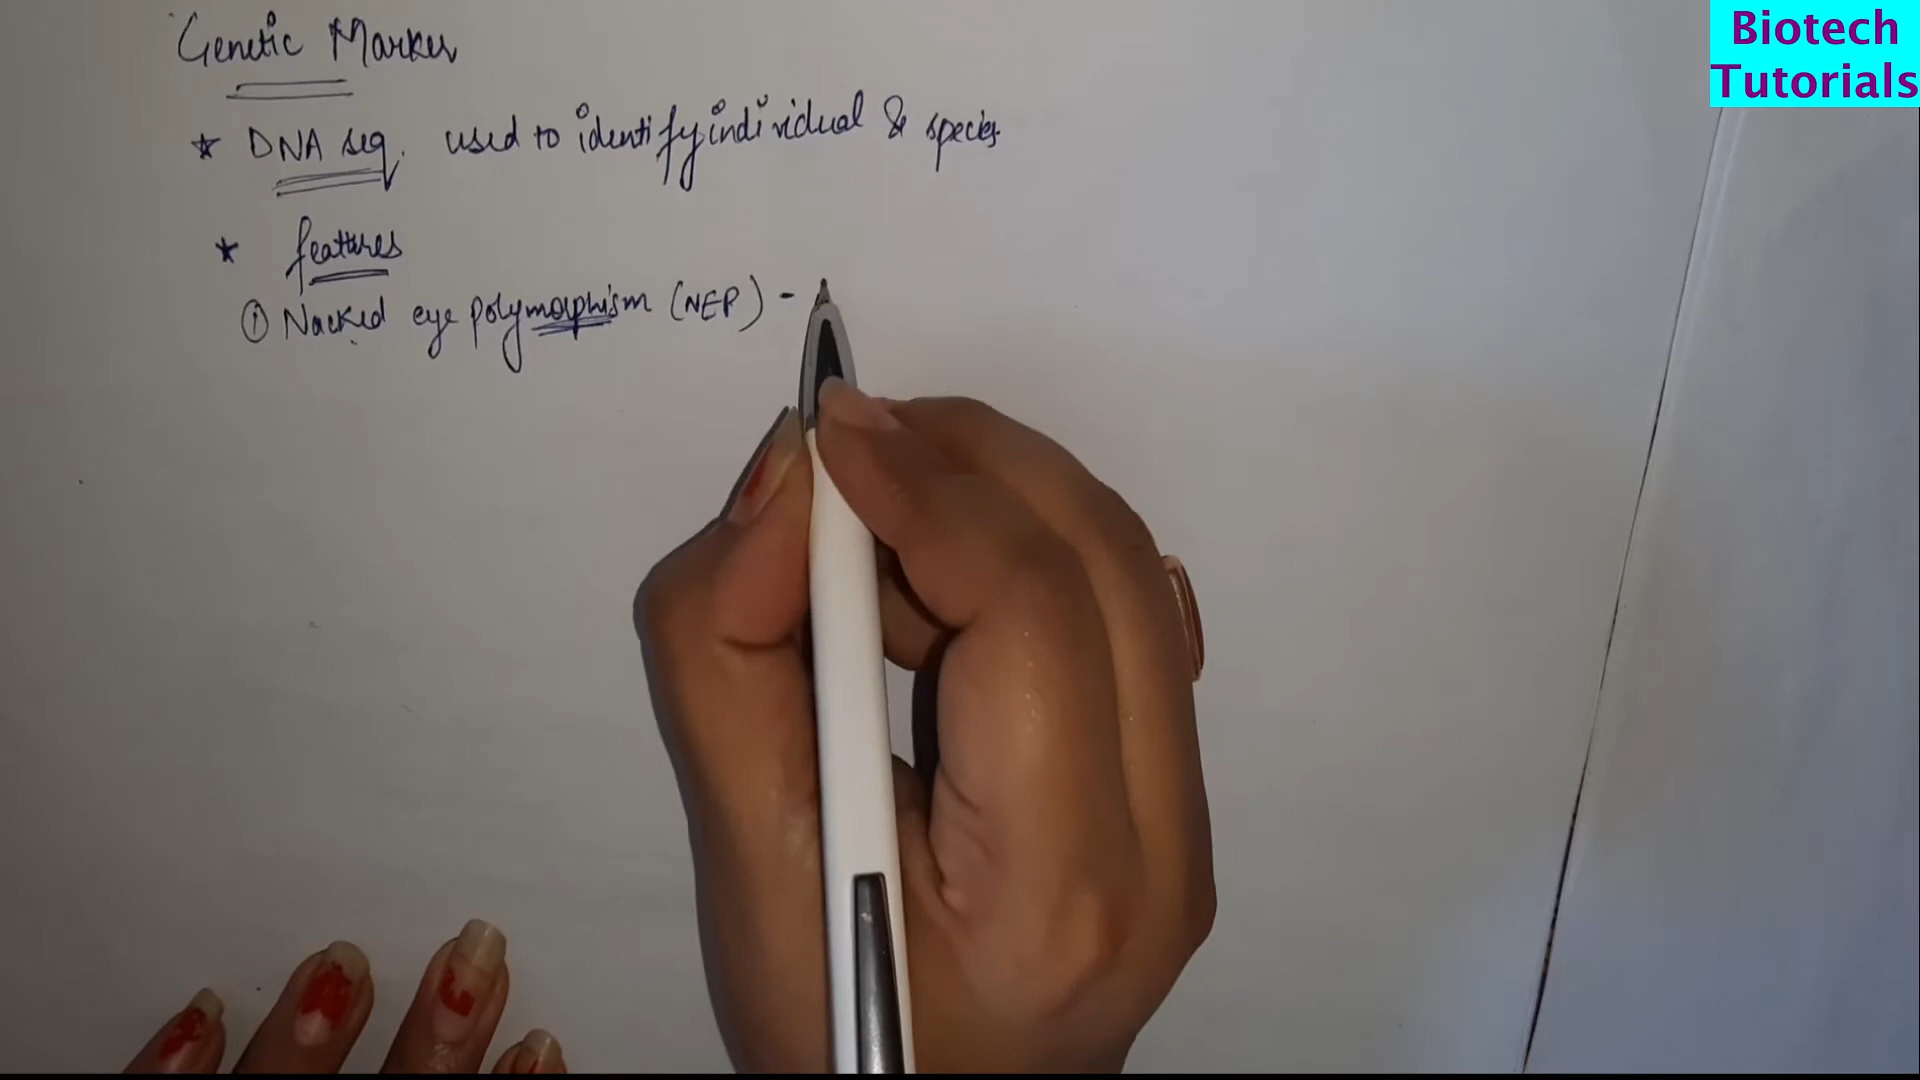 Biotech
Tutorials
Genetic Marker
★ DNA seq. used to identify individual & species.
★ features
① Nacked eye polymorphism (NEP) -